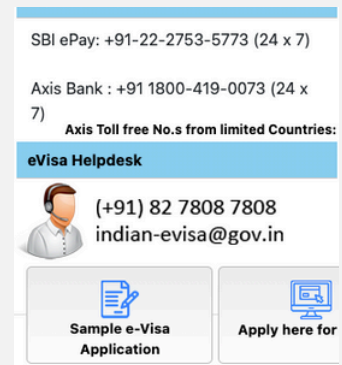 SBI ePay: +91-22-2753-5773 (24 x 7)
Axis Bank : +91 1800-419-0073 (24 x
7)
Axis Toll free No.s from limited Countries:
eVisa Helpdesk
(+91) 82 7808 7808
indian-evisa@gov.in
Sample e-Visa
Application
Apply here for